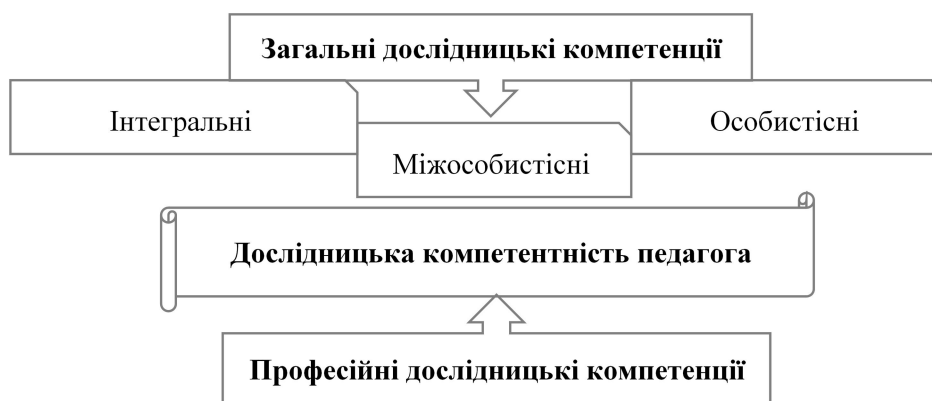 Загальні дослідницькі компетенції
Інтегральні
Особистісні
Міжособистісні
Дослідницька компетентність педагога
Професійні дослідницькі компетенції